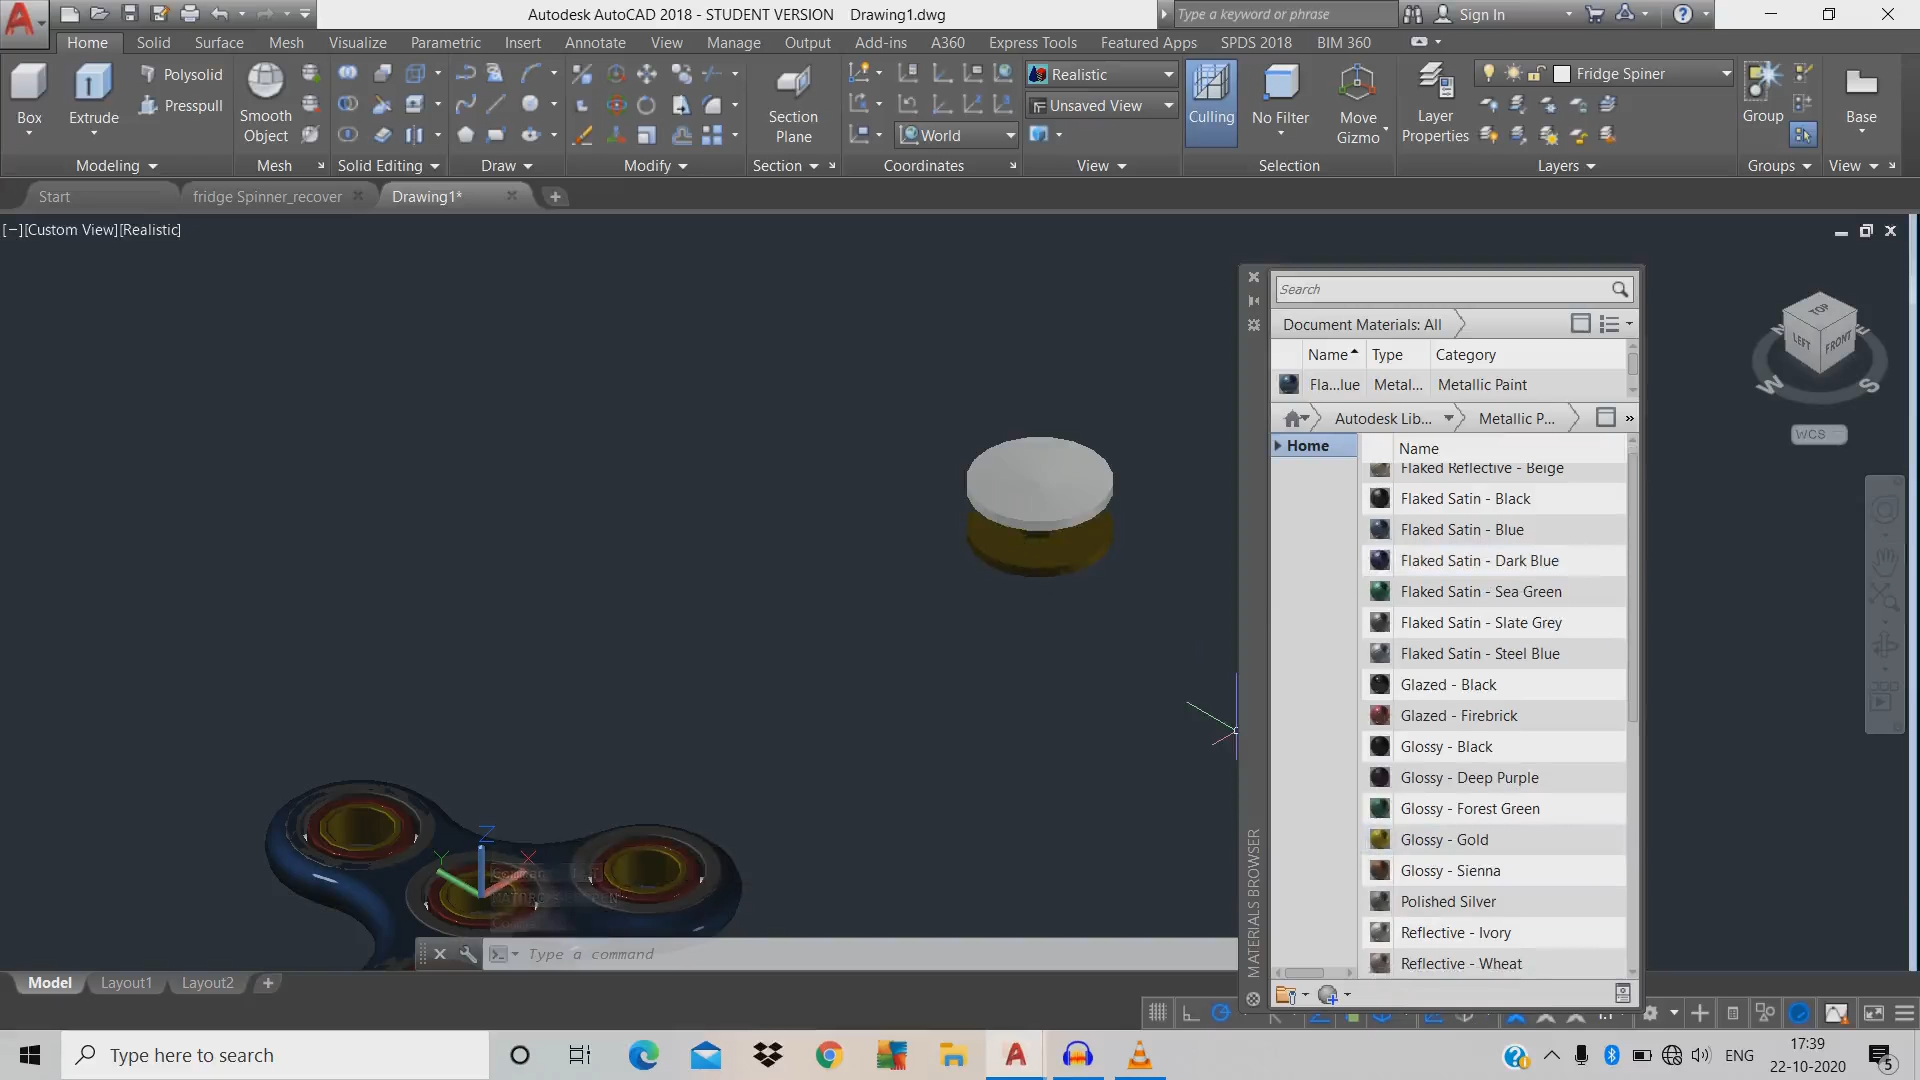 Autodesk AutoCAD 2018 - STUDENT VERSION Drawing1.dwg
Type a keyword or phrase
Sign In
Home Solid Surface Mesh Visualize Parametric Insert Annotate View Manage Output Add-ins A360 Express Tools Featured Apps SPDS 2018 BIM 360
Polysolid
Presspull
Box
Extrude
Smooth
Object
Section
Plane
World
Realistic
Unsaved View
Culling
No Filter
Move
Gizmo
Layer
Properties
Fridge Spiner
Group
Base
Modeling Mesh Solid Editing Draw Modify Section Coordinates View Selection Layers Groups View
Start fridge Spinner_recover Drawing1*
[−][Custom View][Realistic]
TOP
LEFT
FRONT
N
E
W
S
WCS
Search
Document Materials: All
Name Type Category
Fla...lue Metal... Metallic Paint
Autodesk Lib... Metallic P... »
Home
Name
Flaked Reflective - Beige
Flaked Satin - Black
Flaked Satin - Blue
Flaked Satin - Dark Blue
Flaked Satin - Sea Green
Flaked Satin - Slate Grey
Flaked Satin - Steel Blue
Glazed - Black
Glazed - Firebrick
Glossy - Black
Glossy - Deep Purple
Glossy - Forest Green
Glossy - Gold
Glossy - Sienna
Polished Silver
Reflective - Ivory
Reflective - Wheat
MATERIALS BROWSER
Z
Y
X
Type a command
Model Layout1 Layout2
Type here to search
ENG
17:39
22-10-2020
5